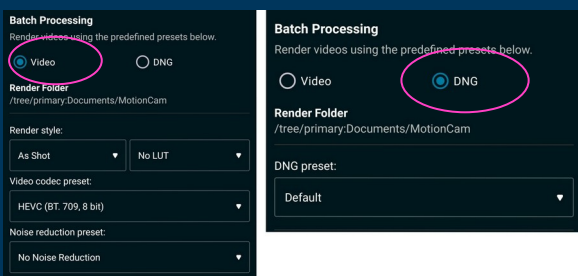 Batch Processing
Render videos using the predefined presets below.
Video
DNG
Render Folder
/tree/primary:Documents/MotionCam
Render style:
As Shot
No LUT
Video codec preset:
HEVC (BT. 709, 8 bit)
Noise reduction preset:
No Noise Reduction
Batch Processing
Render videos using the predefined presets below.
Video
DNG
Render Folder
/tree/primary:Documents/MotionCam
DNG preset:
Default